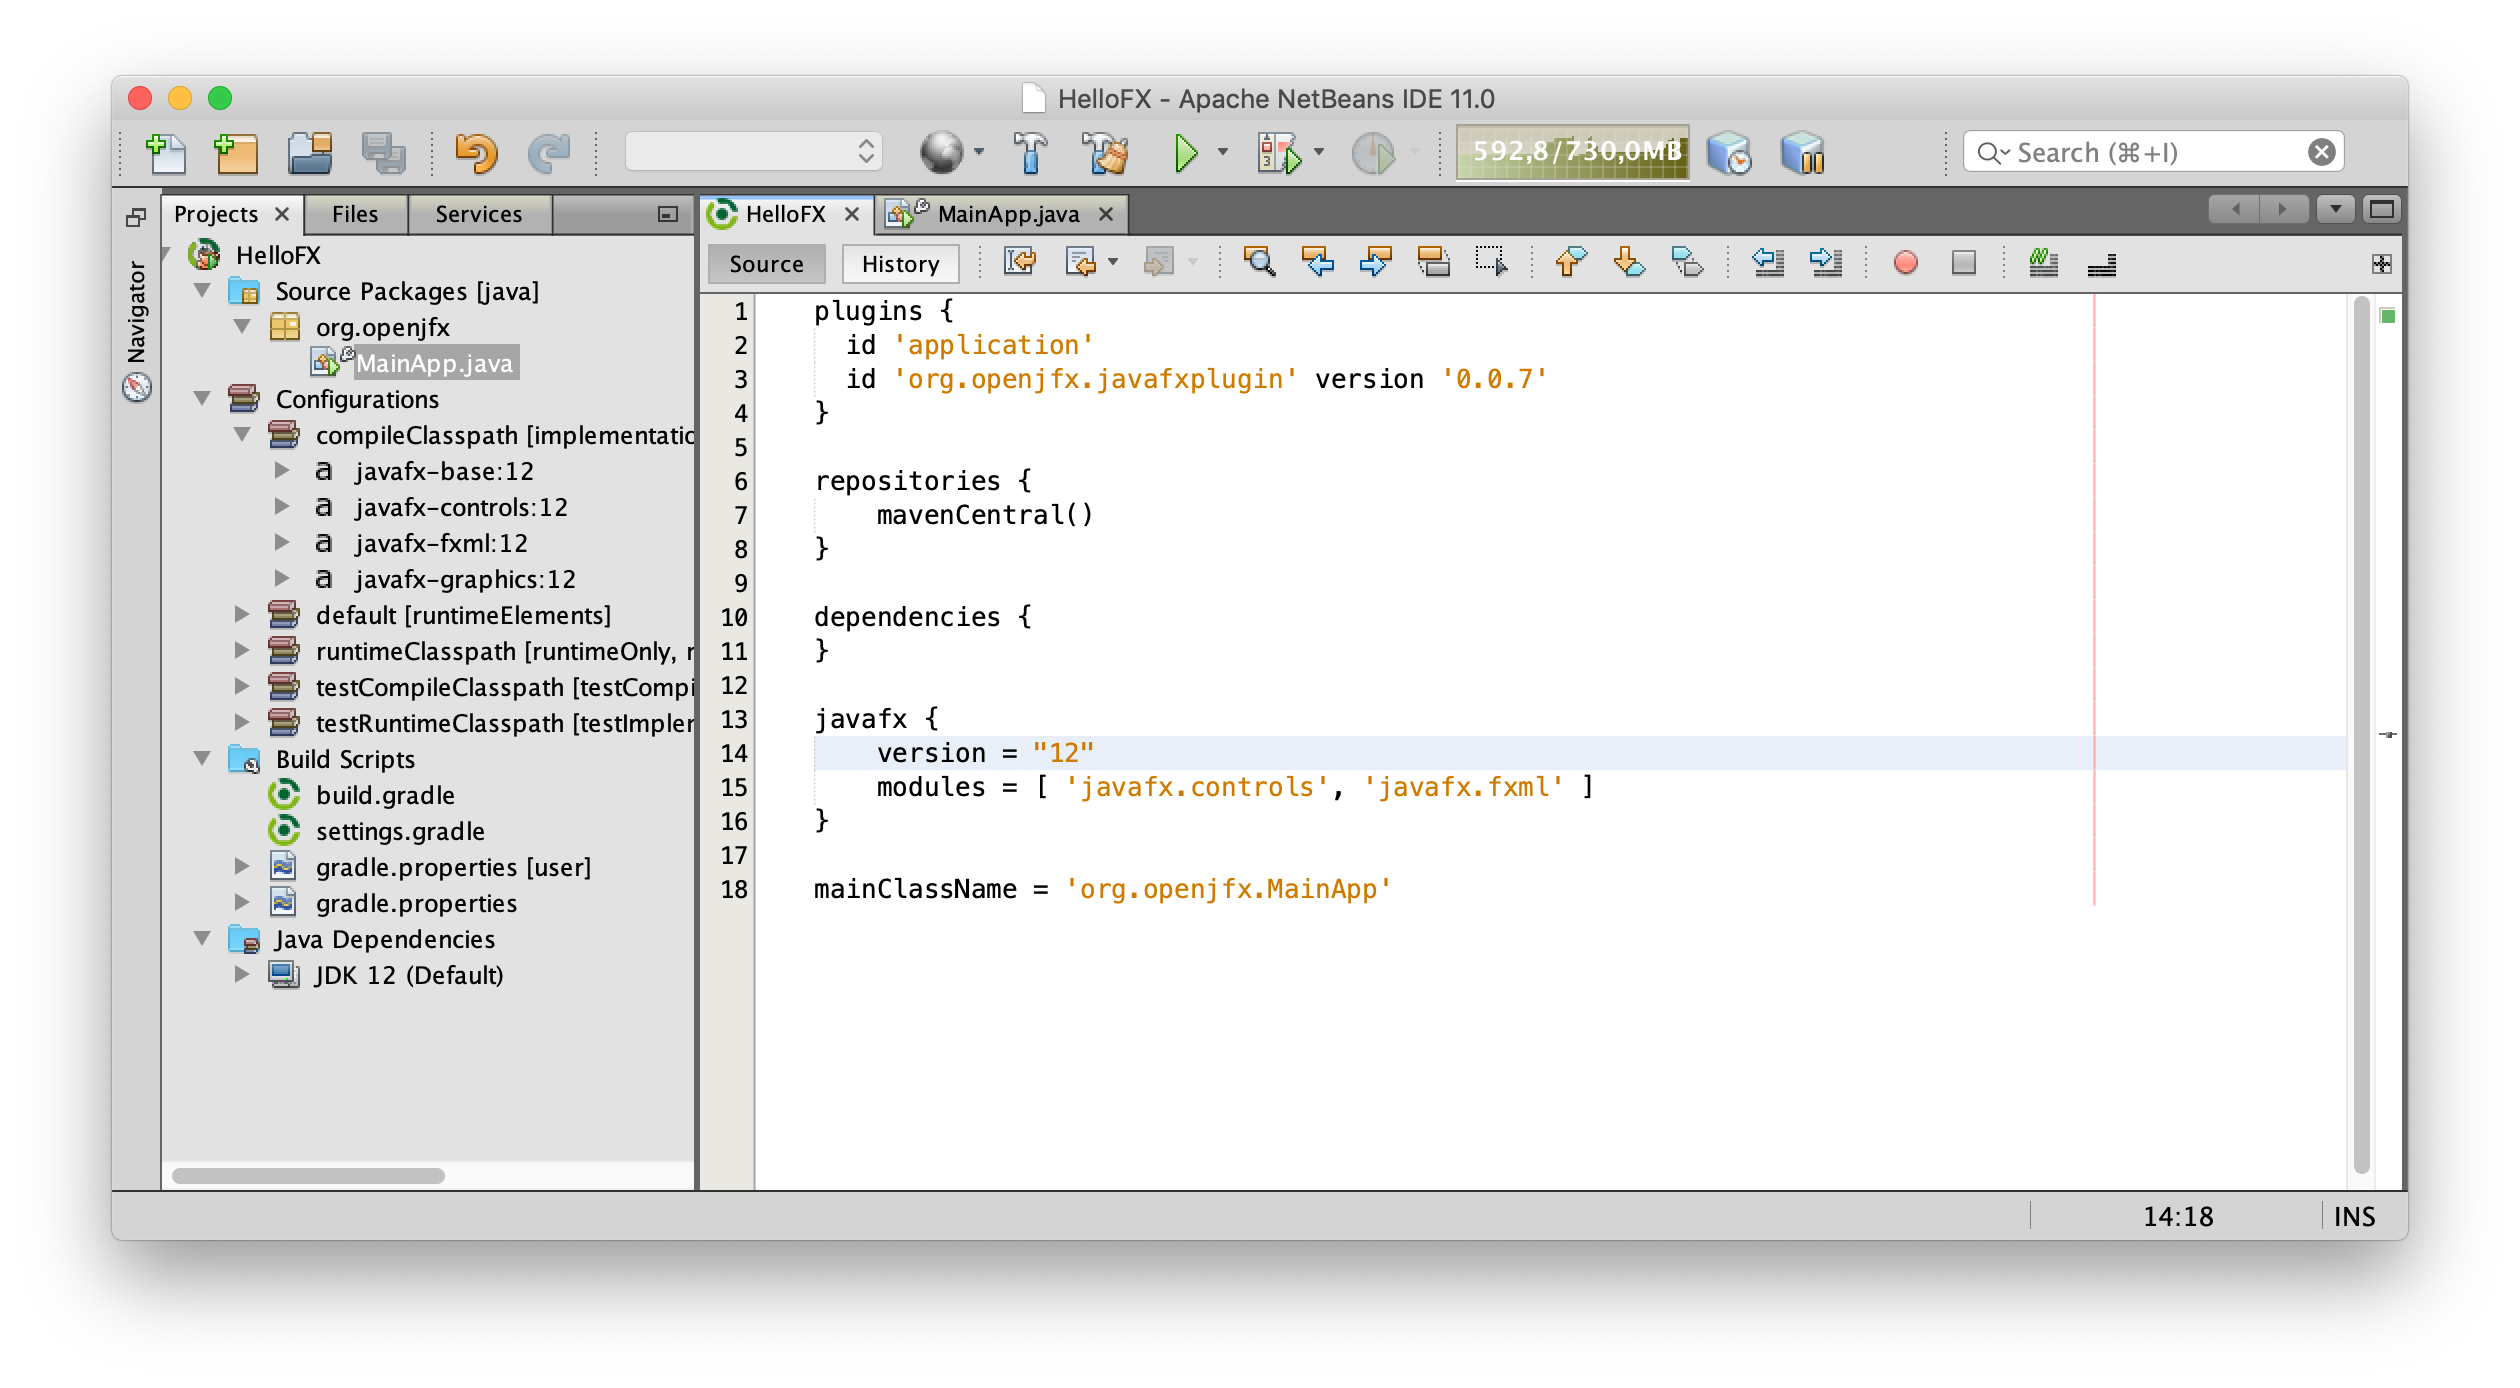 HelloFX - Apache NetBeans IDE 11.0
592,8/730,0MB
Search (⌘+I)
Navigator
Projects
Files
Services
HelloFX
Source Packages [java]
org.openjfx
MainApp.java
Configurations
compileClasspath [implementatio
a javafx-base:12
a javafx-controls:12
a javafx-fxml:12
a javafx-graphics:12
default [runtimeElements]
runtimeClasspath [runtimeOnly, r
testCompileClasspath [testCompi
testRuntimeClasspath [testImpler
Build Scripts
build.gradle
settings.gradle
gradle.properties [user]
gradle.properties
Java Dependencies
JDK 12 (Default)
HelloFX
MainApp.java
Source
History
1 plugins {
2 id 'application'
3 id 'org.openjfx.javafxplugin' version '0.0.7'
4 }
5
6 repositories {
7 mavenCentral()
8 }
9
10 dependencies {
11 }
12
13 javafx {
14 version = "12"
15 modules = [ 'javafx.controls', 'javafx.fxml' ]
16 }
17
18 mainClassName = 'org.openjfx.MainApp'
14:18
INS